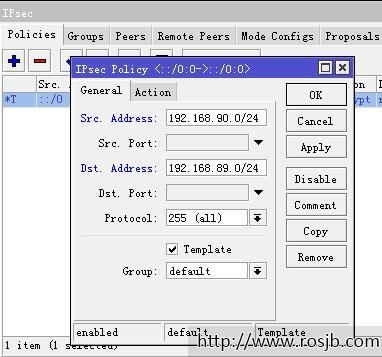 IPsec
Policies Groups Peers Remote Peers Mode Configs Proposals
Src.
*T ::/0
ypt
IPsec Policy <::/0:0->::/0:0>
General Action
Src. Address: 192.168.90.0/24
Src. Port:
Dst. Address: 192.168.89.0/24
Dst. Port:
Protocol: 255 (all)
Template
Group: default
OK
Cancel
Apply
Disable
Comment
Copy
Remove
enabled default Template
1 item (1 selected)
http://www.rosjb.com